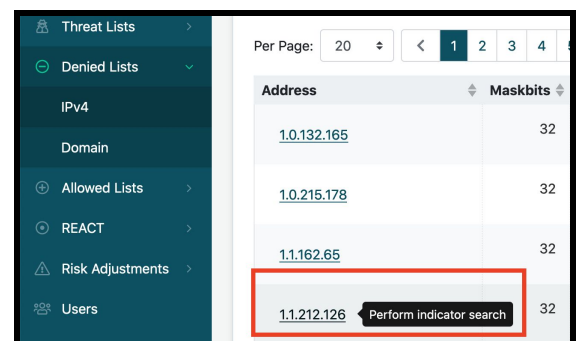 Threat Lists
Denied Lists
IPv4
Domain
Allowed Lists
REACT
Risk Adjustments
Users
Per Page: 20 1 2 3 4
Address Maskbits
1.0.132.165 32
1.0.215.178 32
1.1.162.65 32
1.1.212.126 Perform indicator search 32